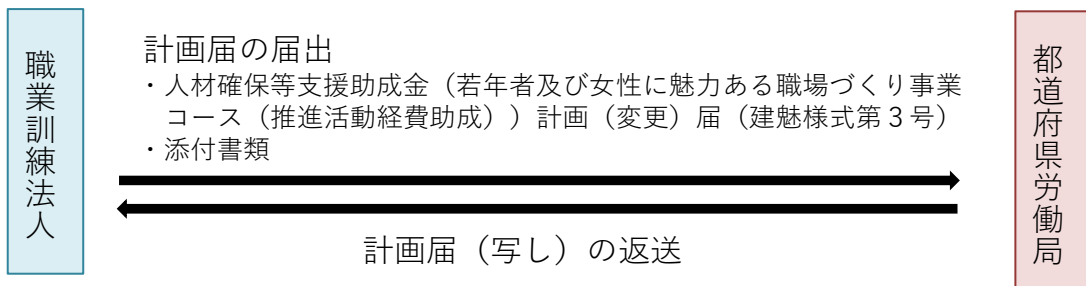 職業訓練法人
計画届の届出
・人材確保等支援助成金（若年者及び女性に魅力ある職場づくり事業
コース（推進活動経費助成））計画（変更）届（建魅様式第３号）
・添付書類
計画届（写し）の返送
都道府県労働局